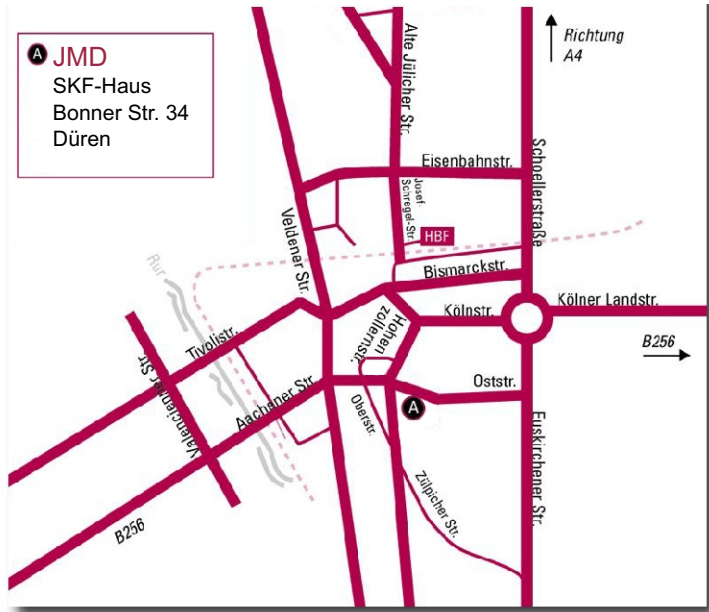 A JMD
SKF-Haus
Bonner Str. 34
Düren
Richtung
A4
Alte Jülicher Str.
Schoellerstraße
Eisenbahnstr.
Josef-
Schregel-Str.
HBF
Veldener Str.
Rur
Bismarckstr.
Kölner Landstr.
Kölnstr.
Hohen
zollernstr.
B256
Tivolistr.
Valencienner Str.
Aachener Str.
Oststr.
A
Oberstr.
Euskirchener Str.
Zülpicher Str.
B256